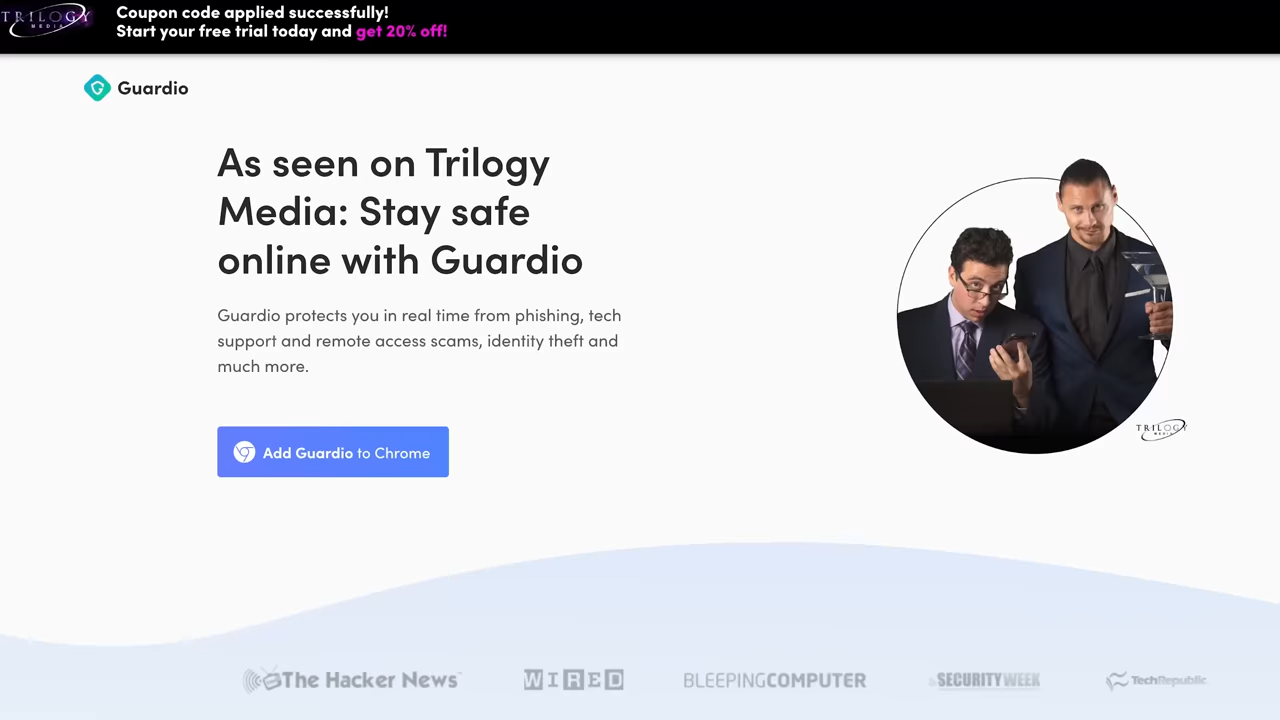 TRILOGY
MEDIA
Coupon code applied successfully!
Start your free trial today and get 20% off!
Guardio
As seen on Trilogy
Media: Stay safe
online with Guardio
Guardio protects you in real time from phishing, tech
support and remote access scams, identity theft and
much more.
Add Guardio to Chrome
TRILOGY
MEDIA
The Hacker News
WIRED
BLEEPINGCOMPUTER
SECURITYWEEK
TechRepublic